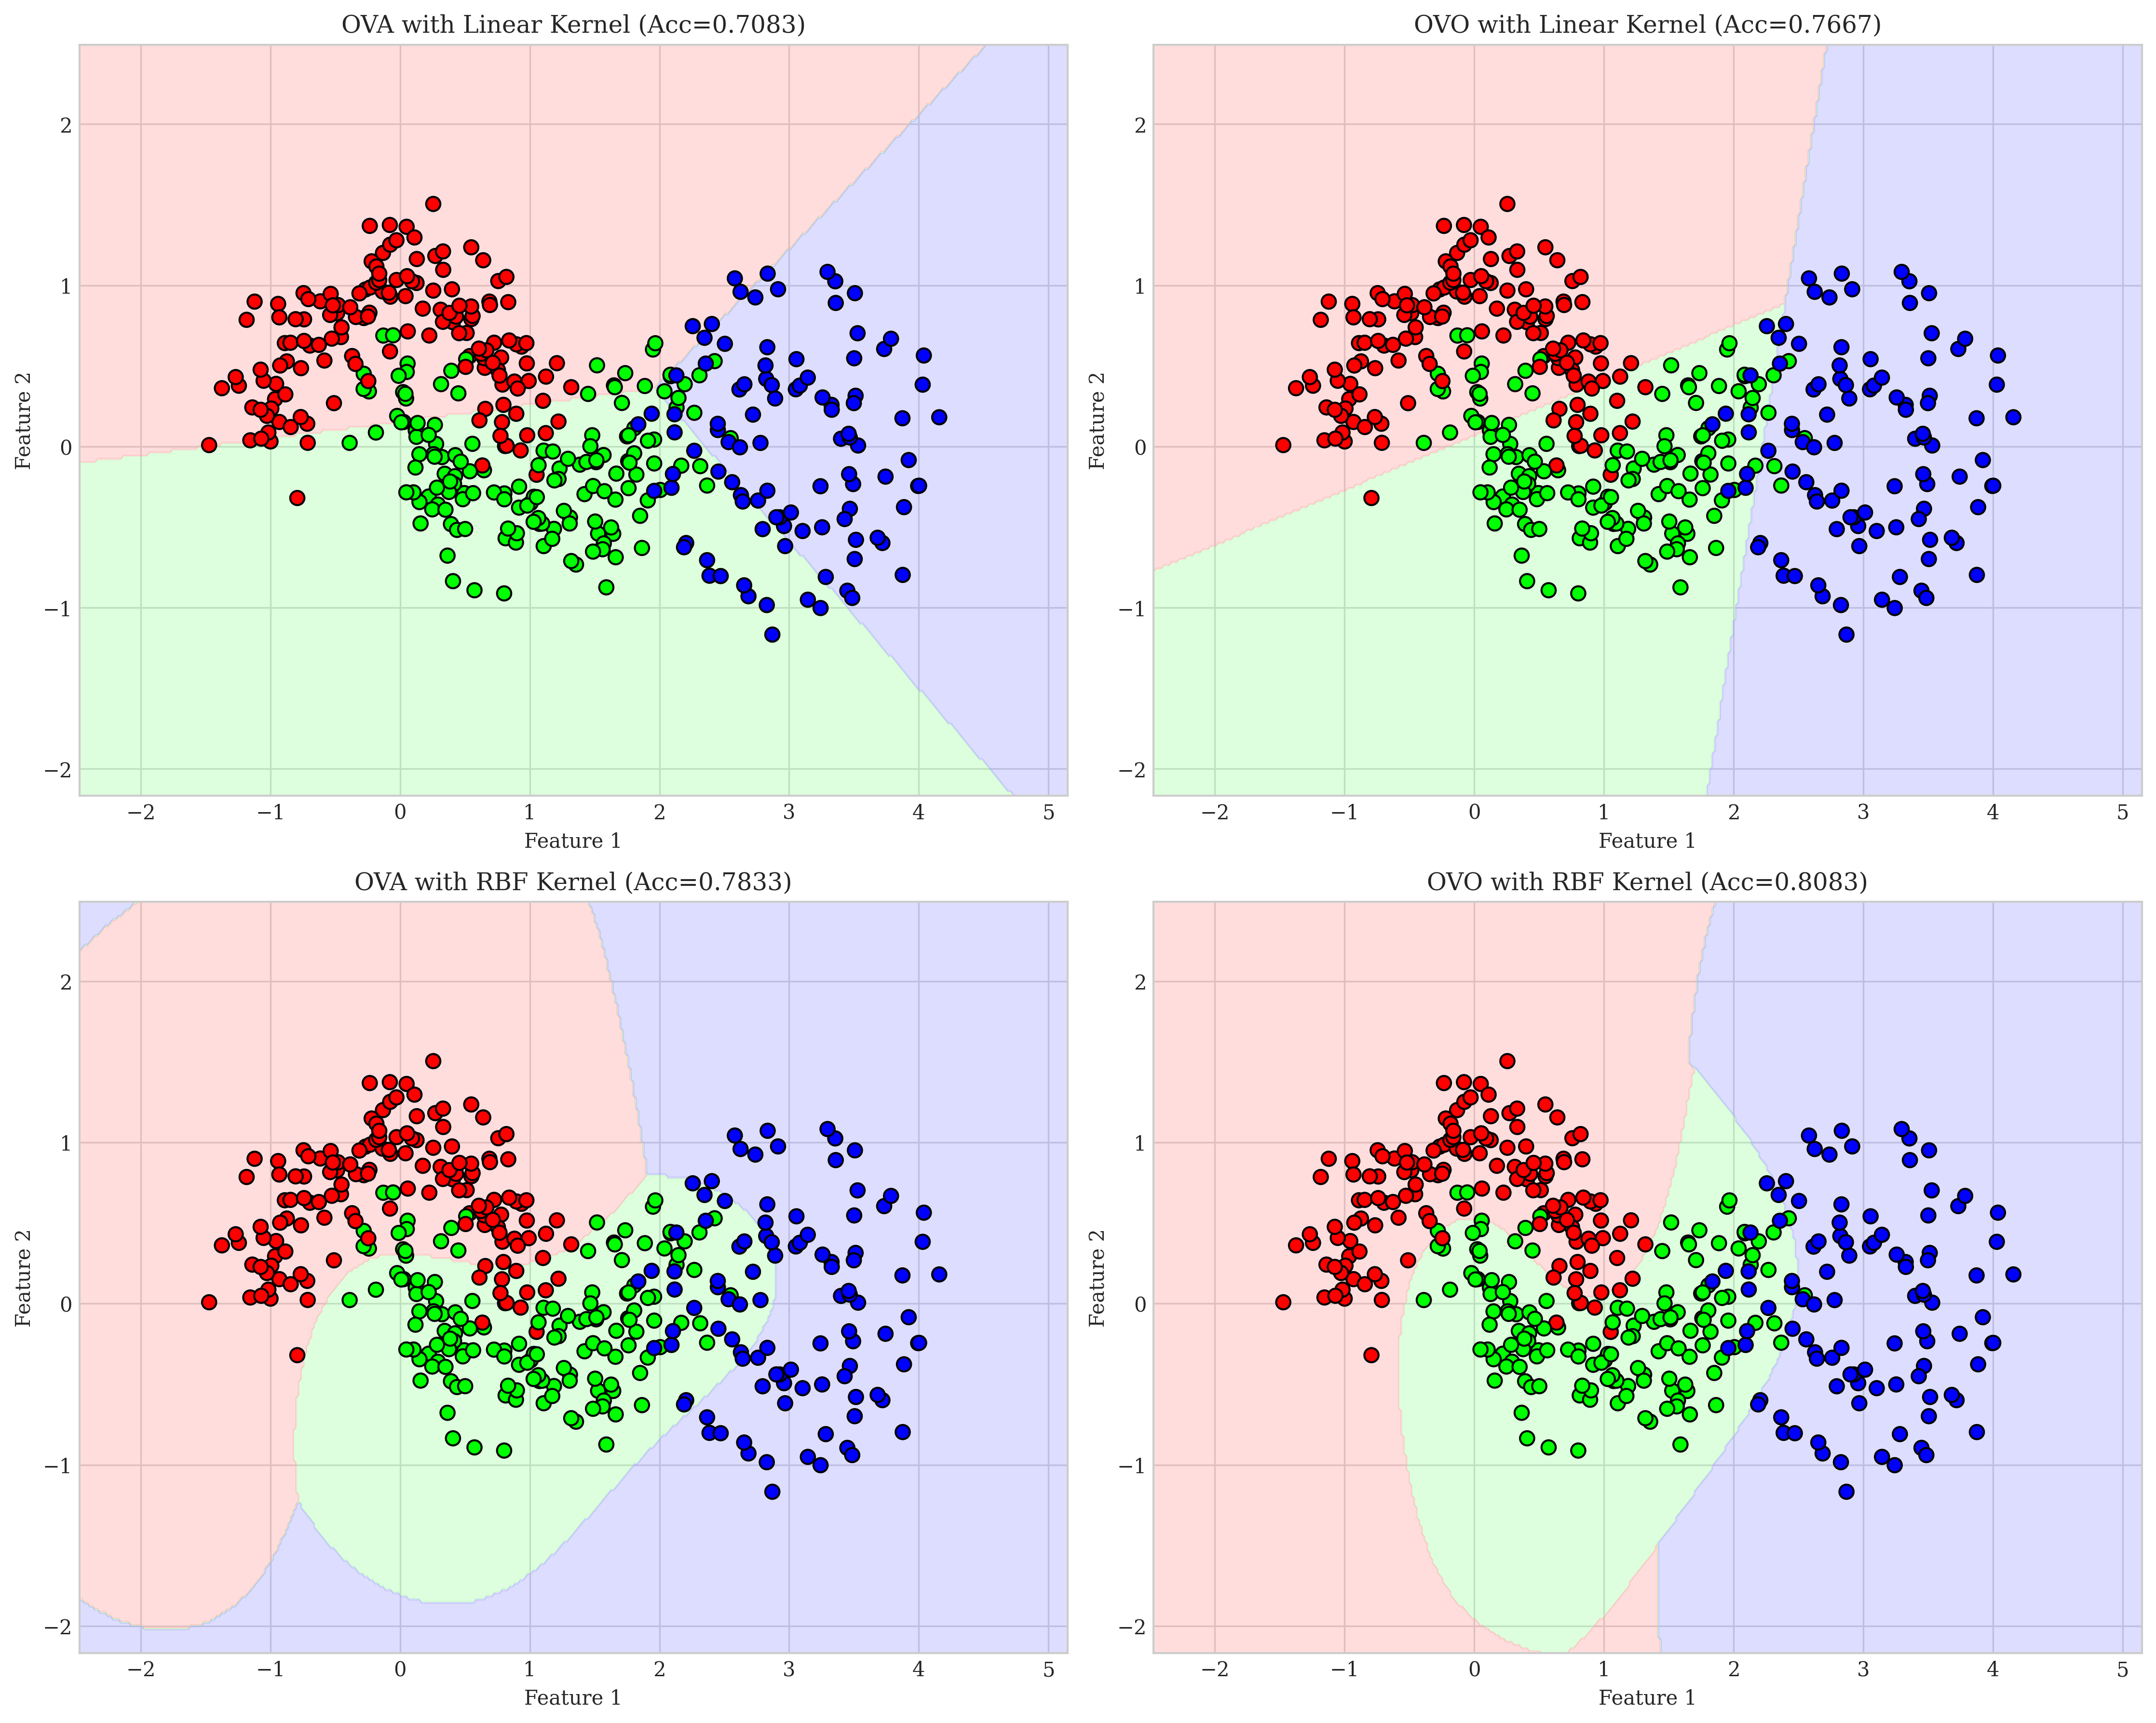 OVA with Linear Kernel (Acc=0.7083)
2
1
0
−1
−2
Feature 2
−2 −1 0 1 2 3 4 5
Feature 1
OVO with Linear Kernel (Acc=0.7667)
2
1
0
−1
−2
Feature 2
−2 −1 0 1 2 3 4 5
Feature 1
OVA with RBF Kernel (Acc=0.7833)
2
1
0
−1
−2
Feature 2
−2 −1 0 1 2 3 4 5
Feature 1
OVO with RBF Kernel (Acc=0.8083)
2
1
0
−1
−2
Feature 2
−2 −1 0 1 2 3 4 5
Feature 1